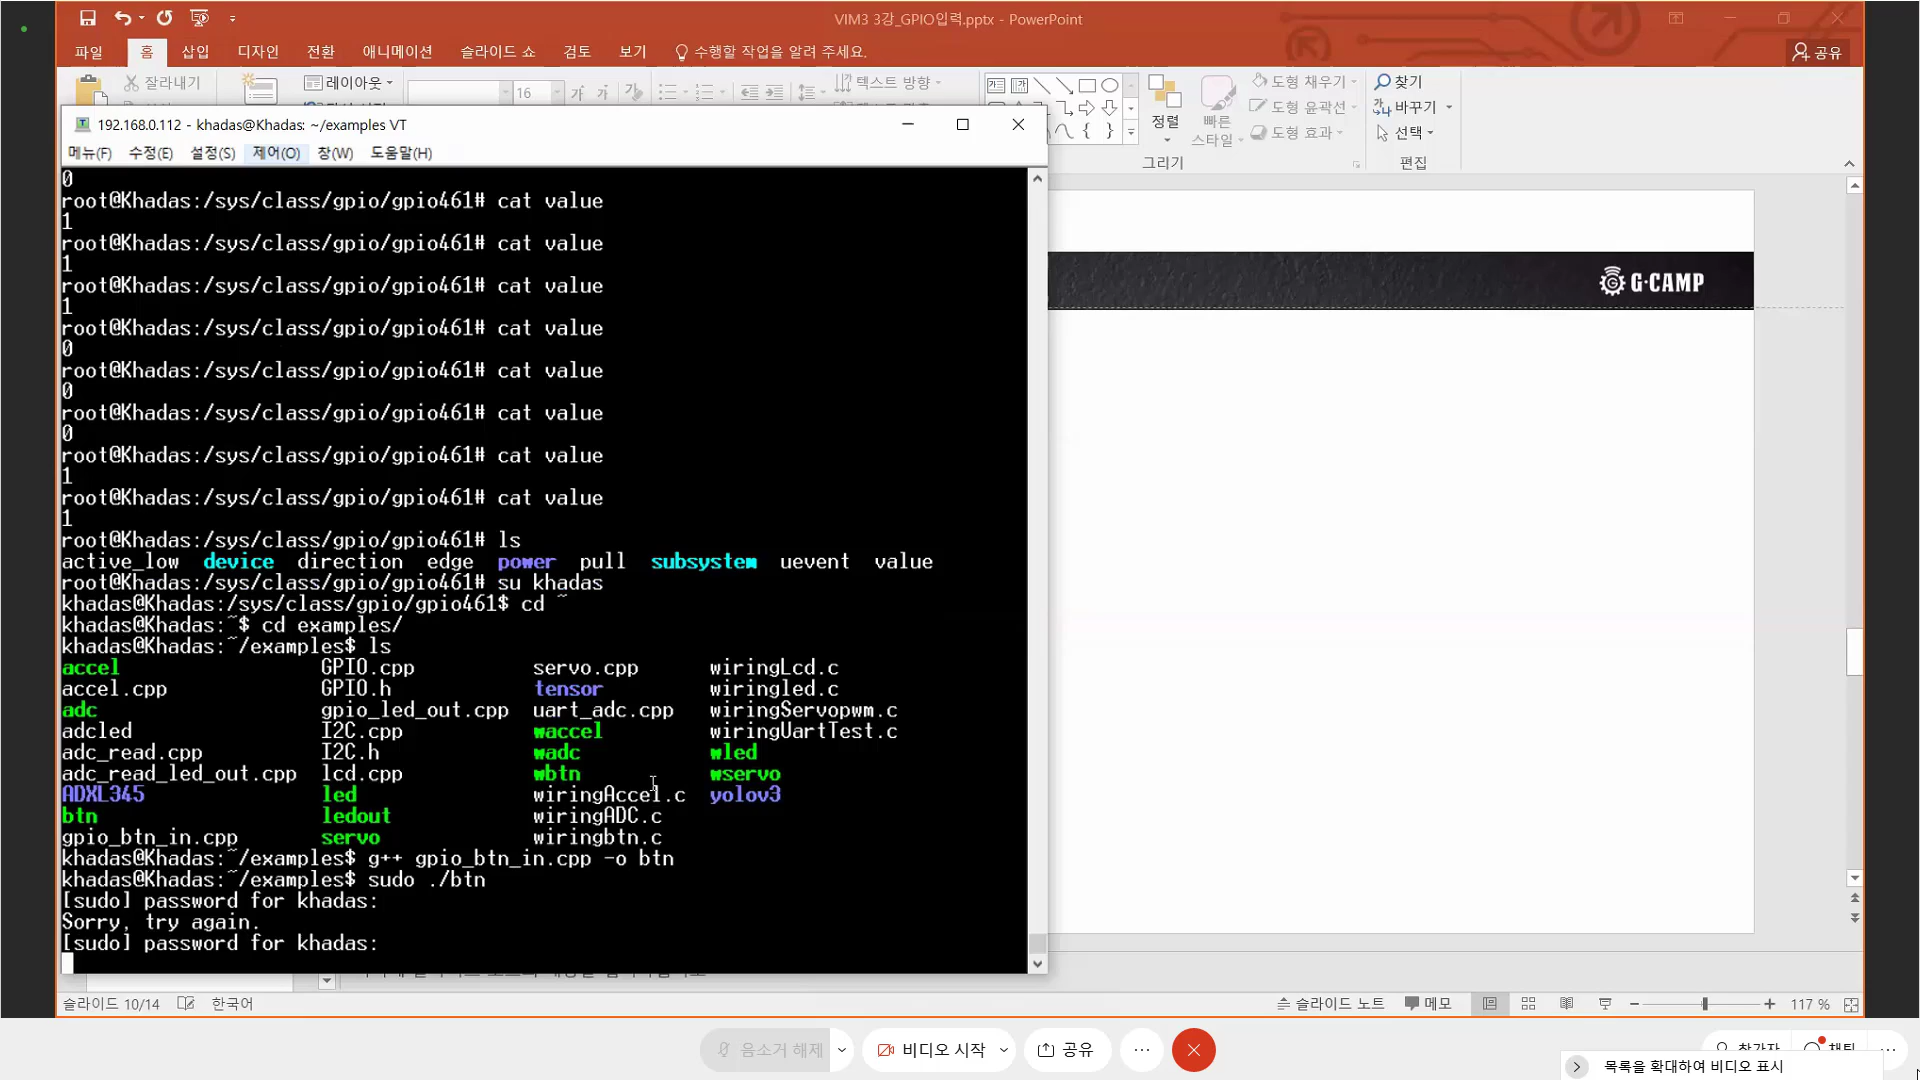 VIM3 3강_GPIO입력.pptx - PowerPoint
파일 홈 삽입 디자인 전환 애니메이션 슬라이드 쇼 검토 보기 수행할 작업을 알려 주세요. 공유
잘라내기 레이아웃 16 가 가 가 텍스트 방향 도형 채우기 찾기
도형 윤곽선 바꾸기
정렬 빠른 스타일 도형 효과 선택
그리기 편집
192.168.0.112 - khadas@Khadas: ~/examples VT
메뉴(F) 수정(E) 설정(S) 제어(O) 창(W) 도움말(H)
0
root@Khadas:/sys/class/gpio/gpio461# cat value
1
root@Khadas:/sys/class/gpio/gpio461# cat value
1
root@Khadas:/sys/class/gpio/gpio461# cat value
1
root@Khadas:/sys/class/gpio/gpio461# cat value
0
root@Khadas:/sys/class/gpio/gpio461# cat value
0
root@Khadas:/sys/class/gpio/gpio461# cat value
0
root@Khadas:/sys/class/gpio/gpio461# cat value
1
root@Khadas:/sys/class/gpio/gpio461# cat value
1
root@Khadas:/sys/class/gpio/gpio461# ls
active_low device direction edge power pull subsystem uevent value
root@Khadas:/sys/class/gpio/gpio461# su khadas
khadas@Khadas:/sys/class/gpio/gpio461$ cd ~
khadas@Khadas:~$ cd examples/
khadas@Khadas:~/examples$ ls
accel GPIO.cpp servo.cpp wiringLcd.c
accel.cpp GPIO.h tensor wiringled.c
adc gpio_led_out.cpp uart_adc.cpp wiringServopwm.c
adcled I2C.cpp waccel wiringUartTest.c
adc_read.cpp I2C.h wadc wled
adc_read_led_out.cpp lcd.cpp wbtn wservo
ADXL345 led wiringAccel.c yolov3
btn ledout wiringADC.c
gpio_btn_in.cpp servo wiringbtn.c
khadas@Khadas:~/examples$ g++ gpio_btn_in.cpp -o btn
khadas@Khadas:~/examples$ sudo ./btn
[sudo] password for khadas:
Sorry, try again.
[sudo] password for khadas:
G·CAMP
슬라이드 10/14 한국어 슬라이드 노트 메모 117 %
음소거 해제 비디오 시작 공유
목록을 확대하여 비디오 표시